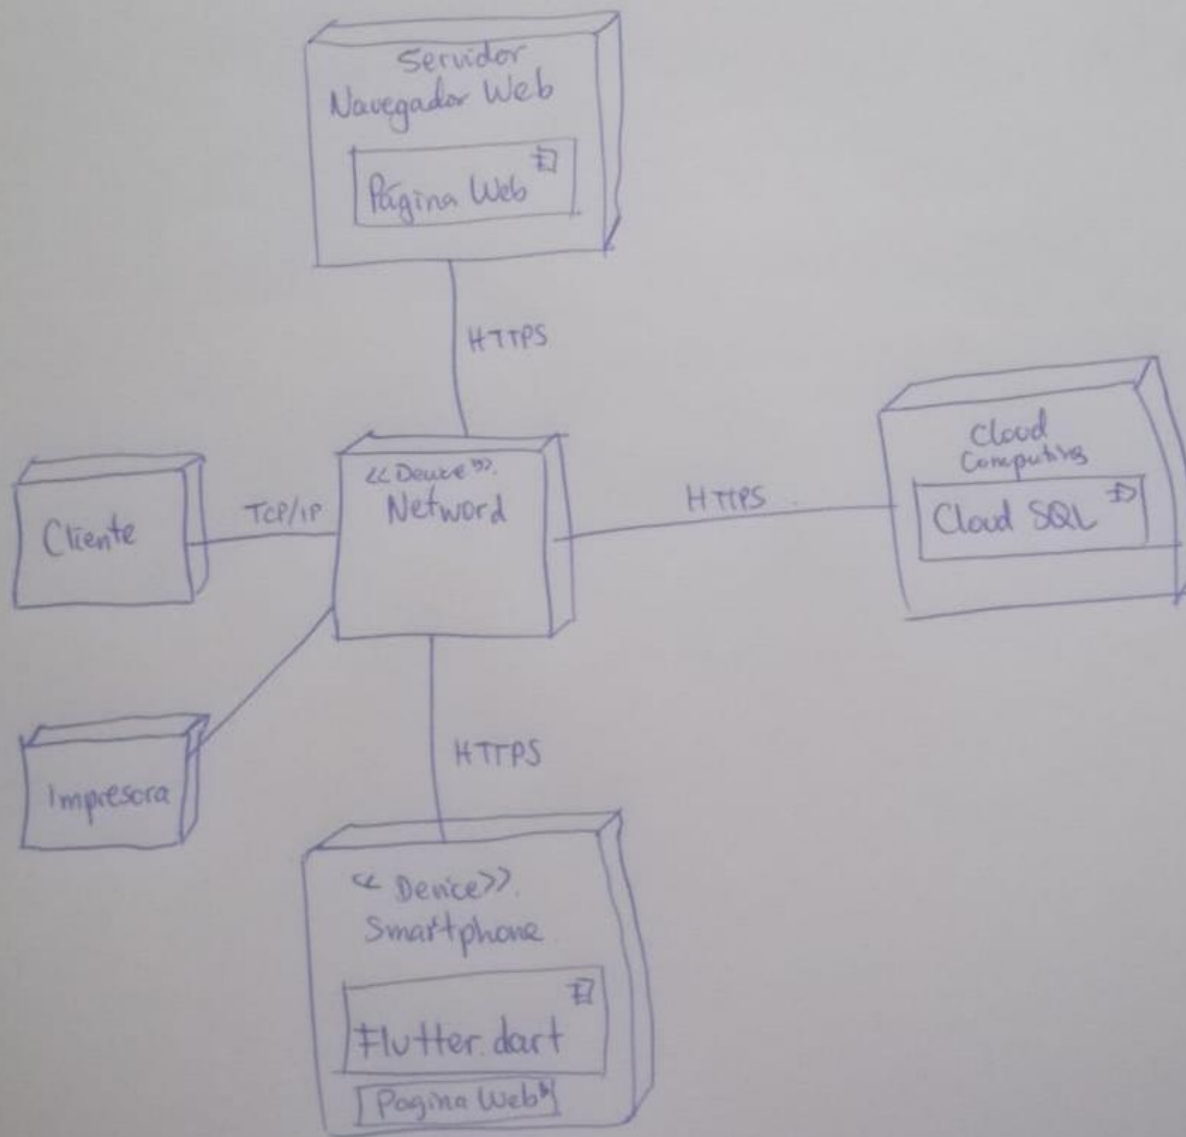 Servidor
Navegador Web
Página Web
HTTPS
<<Device>>.
Netword
Cliente
TCP/IP
HTTPS
Cloud
Computing
Cloud SQL
Impresora
HTTPS
<<Device>>.
Smartphone
Flutter.dart
Pagina Web